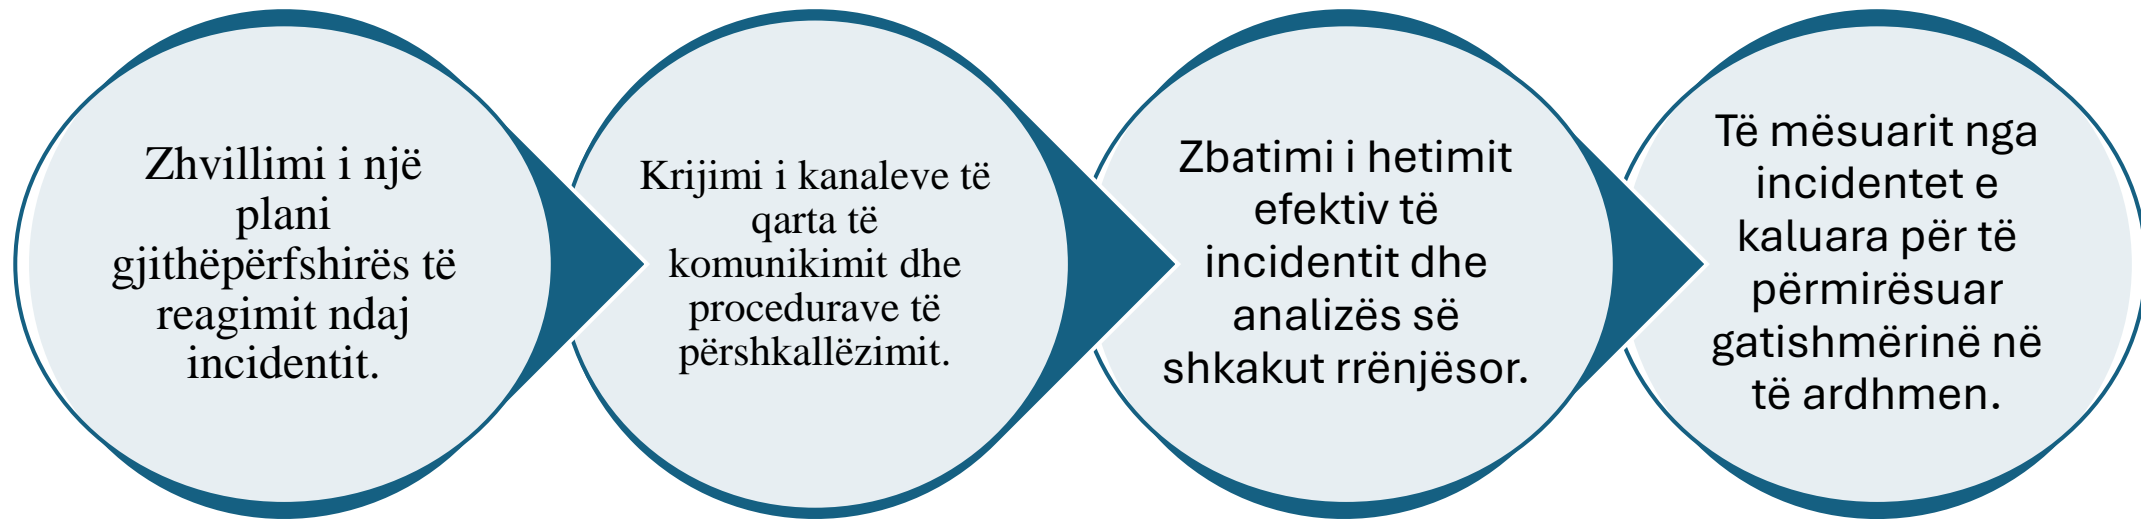 Zhvillimi i një
plani
gjithëpërfshirës të
reagimit ndaj
incidentit.
Krijimi i kanaleve të
qarta të
komunikimit dhe
procedurave të
përshkallëzimit.
Zbatimi i hetimit
efektiv të
incidentit dhe
analizës së
shkakut rrënjësor.
Të mësuarit nga
incidentet e
kaluara për të
përmirësuar
gatishmërinë në
të ardhmen.